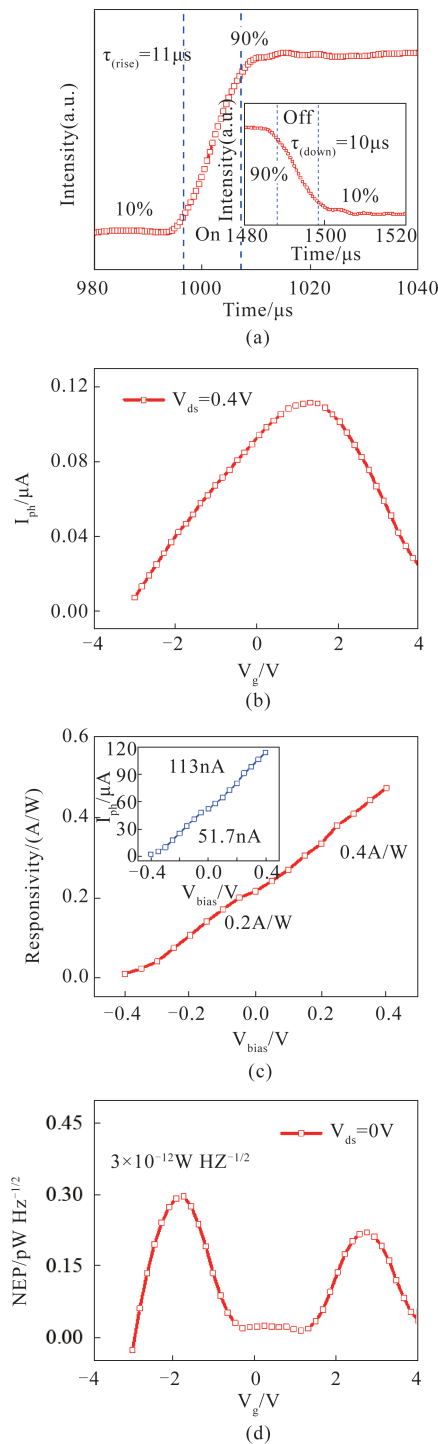 90%
τ(rise)=11μs
Intensity(a.u.)
10%
Off
τ(down)=10μs
Intensity(a.u.)
90%
10%
On
1480 1500 1520
Time/μs
980 1000 1020 1040
Time/μs
(a)
0.12
Vds=0.4V
0.08
Iph/μA
0.04
0.00
−4 −2 0 2 4
Vg/V
(b)
0.6
120
113nA
90
Iph/μA
60
51.7nA
30
0
−0.4 0.0 0.4
Vbias/V
0.4
Responsivity/(A/W)
0.4A/W
0.2
0.2A/W
0.0
−0.4 −0.2 0.0 0.2 0.4
Vbias/V
(c)
0.45
Vds=0V
3×10−12W HZ−1/2
0.30
NEP/pW Hz−1/2
0.15
0.00
−4 −2 0 2 4
Vg/V
(d)